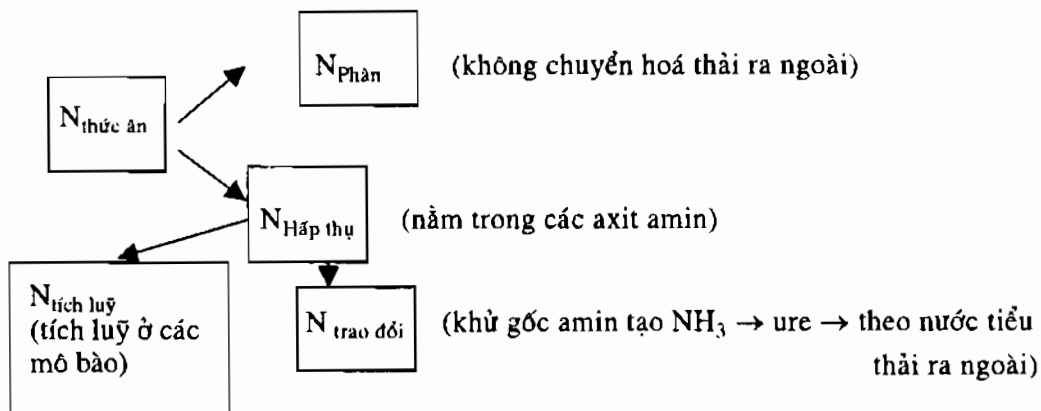 N_Phân (không chuyển hoá thải ra ngoài)
N_thức ăn
N_Hấp thụ (nằm trong các axit amin)
N_tích luỹ
(tích luỹ ở các
mô bào)
N_trao đổi (khử gốc amin tạo NH₃ → ure → theo nước tiểu
thải ra ngoài)